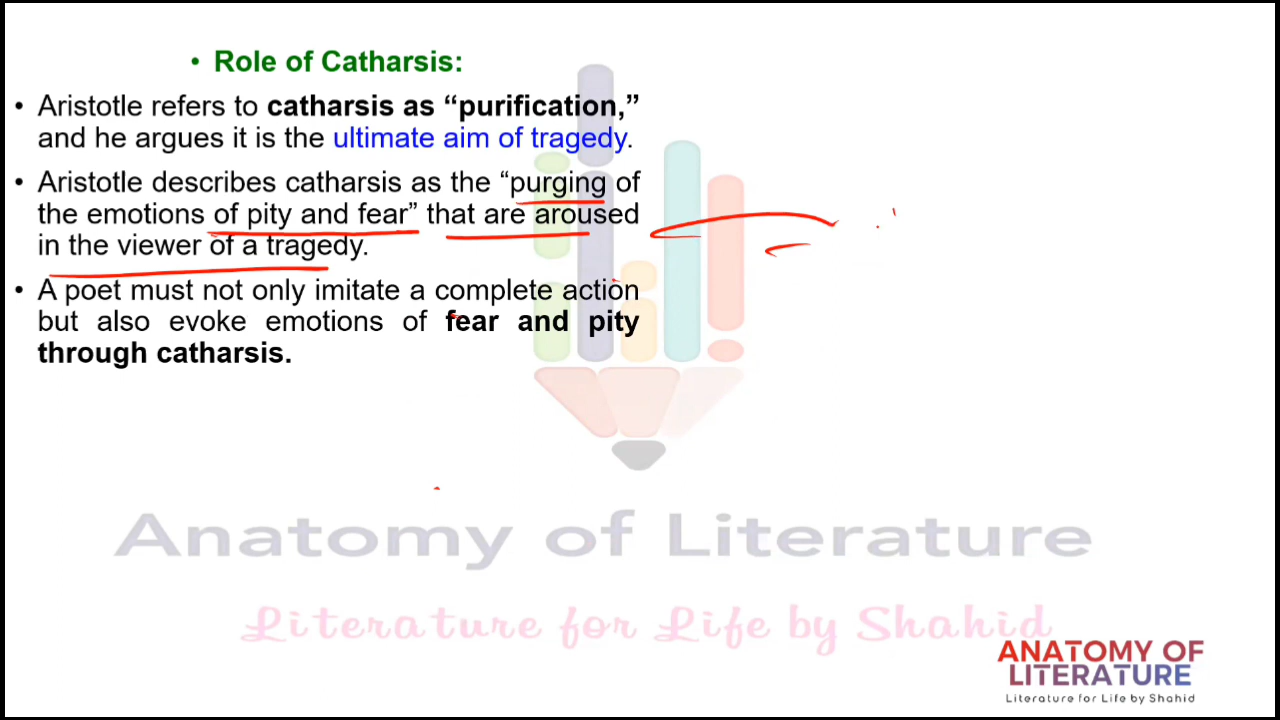 • Role of Catharsis:
• Aristotle refers to catharsis as “purification,”
and he argues it is the ultimate aim of tragedy.
• Aristotle describes catharsis as the “purging of
the emotions of pity and fear” that are aroused
in the viewer of a tragedy.
• A poet must not only imitate a complete action
but also evoke emotions of fear and pity
through catharsis.
Anatomy of Literature
Literature for Life by Shahid
ANATOMY OF
LITERATURE
Literature for Life by Shahid